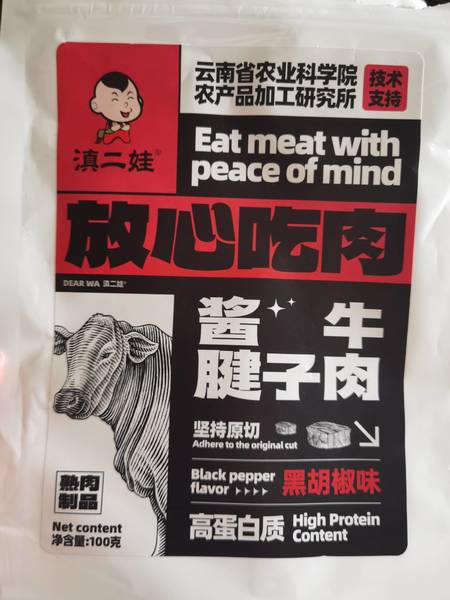 云南省农业科学院
农产品加工研究所
技术
支持
滇二娃®
Eat meat with
peace of mind
放心吃肉
DEAR WA 滇二娃®
酱牛
腱子肉
坚持原切
Adhere to the original cut
Black pepper
flavor
黑胡椒味
高蛋白质
High Protein
Content
熟肉
制品
Net content
净含量:100克